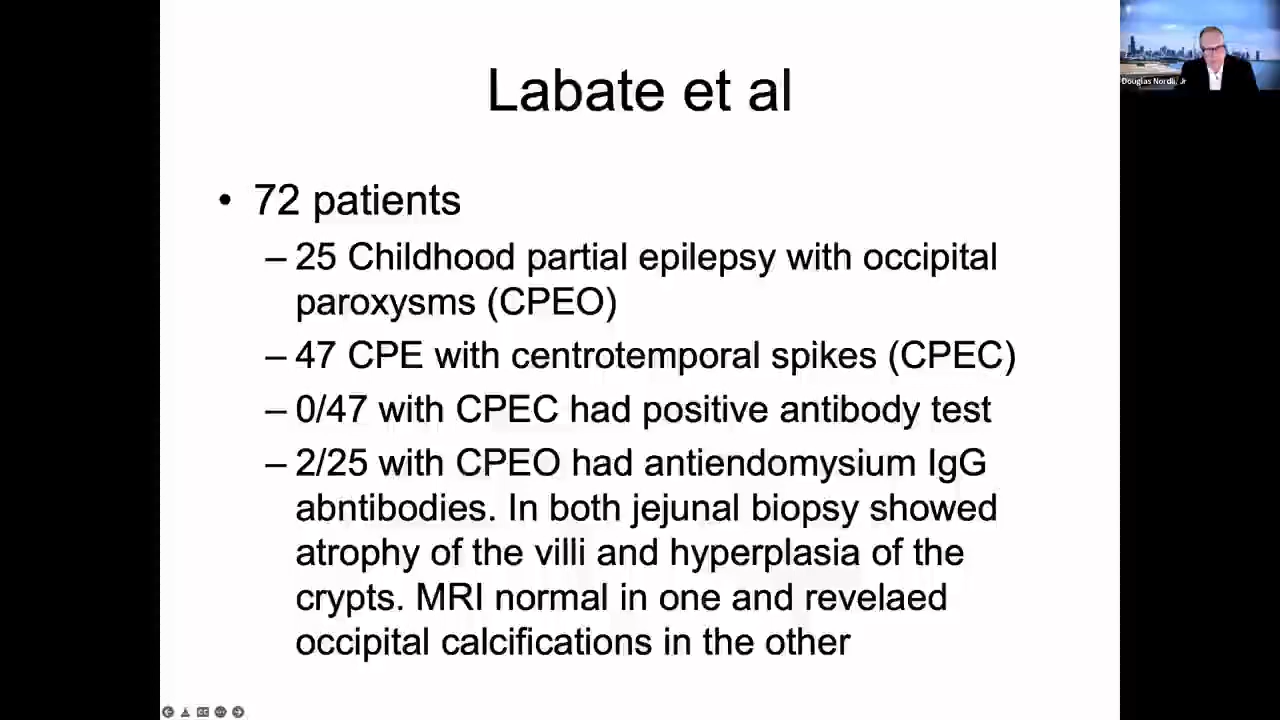 Labate et al
• 72 patients
– 25 Childhood partial epilepsy with occipital
paroxysms (CPEO)
– 47 CPE with centrotemporal spikes (CPEC)
– 0/47 with CPEC had positive antibody test
– 2/25 with CPEO had antiendomysium IgG
abntibodies. In both jejunal biopsy showed
atrophy of the villi and hyperplasia of the
crypts. MRI normal in one and revelaed
occipital calcifications in the other
Douglas Nordli, Jr